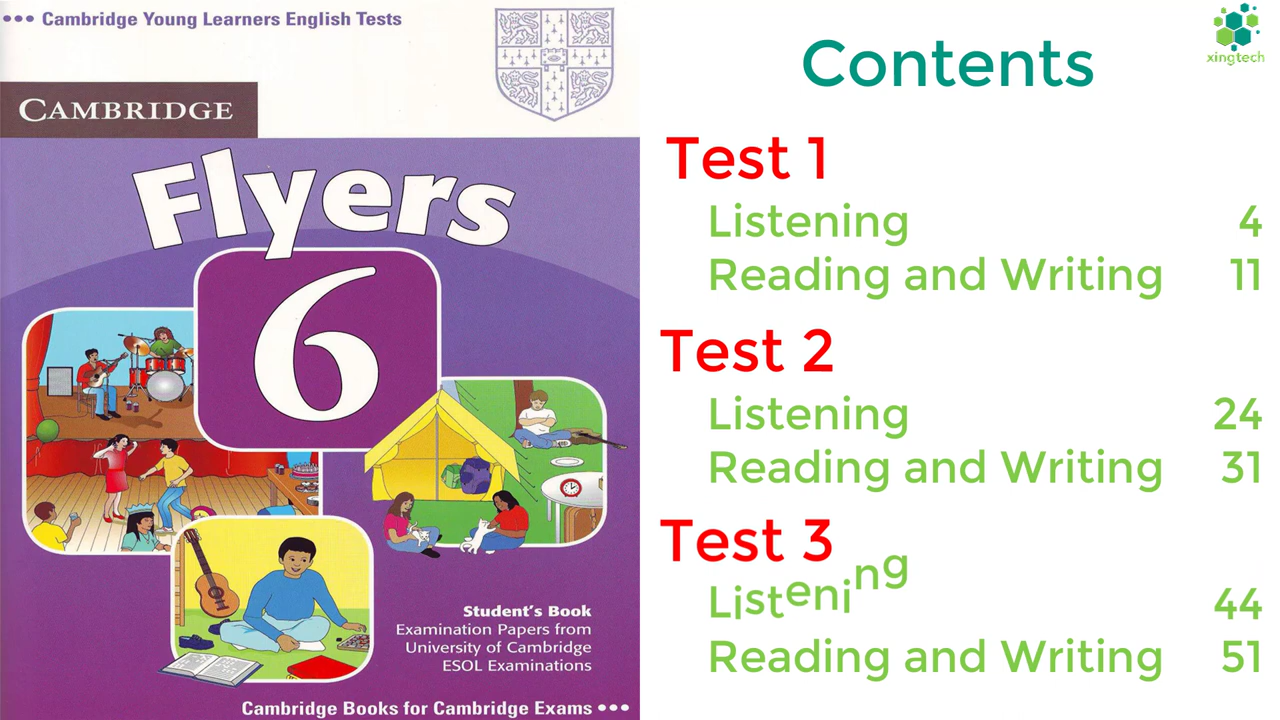 ••• Cambridge Young Learners English Tests
CAMBRIDGE
Flyers
6
Student's Book
Examination Papers from
University of Cambridge
ESOL Examinations
Cambridge Books for Cambridge Exams •••
xingtech
Contents
Test 1
Listening 4
Reading and Writing 11
Test 2
Listening 24
Reading and Writing 31
Test 3
Listening 44
Reading and Writing 51